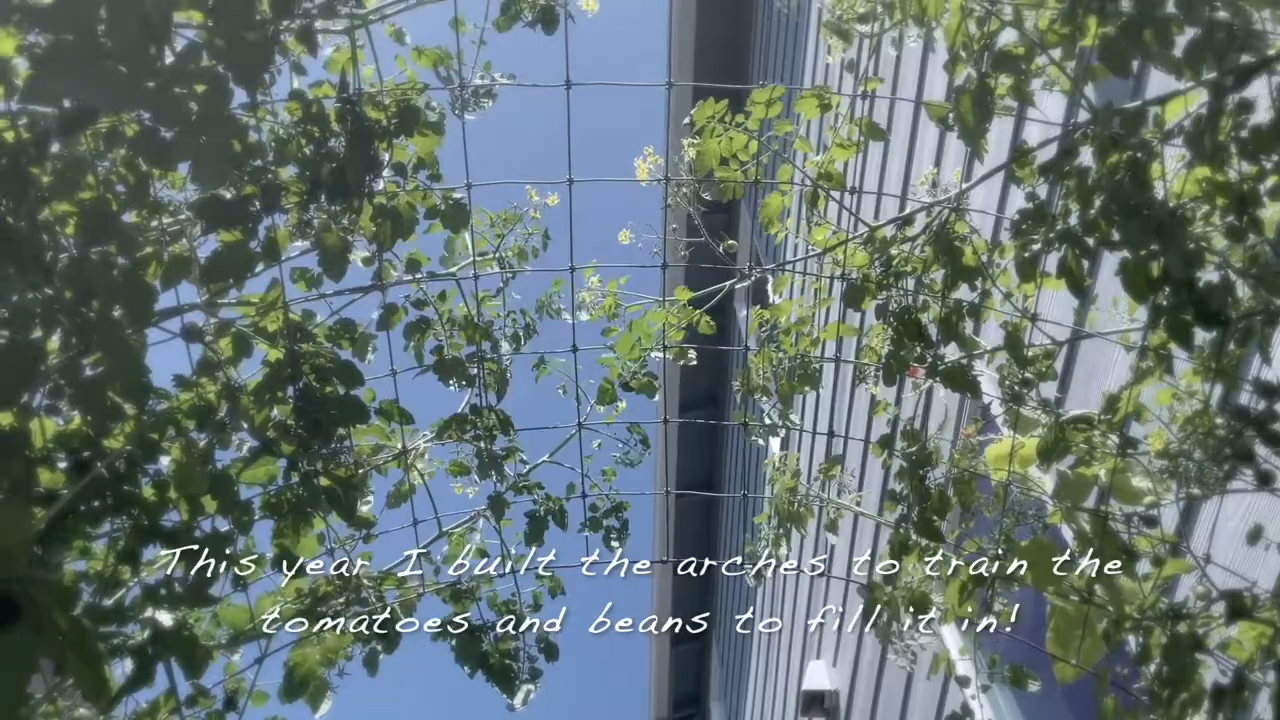 This year I built the arches to train the
tomatoes and beans to fill it in!